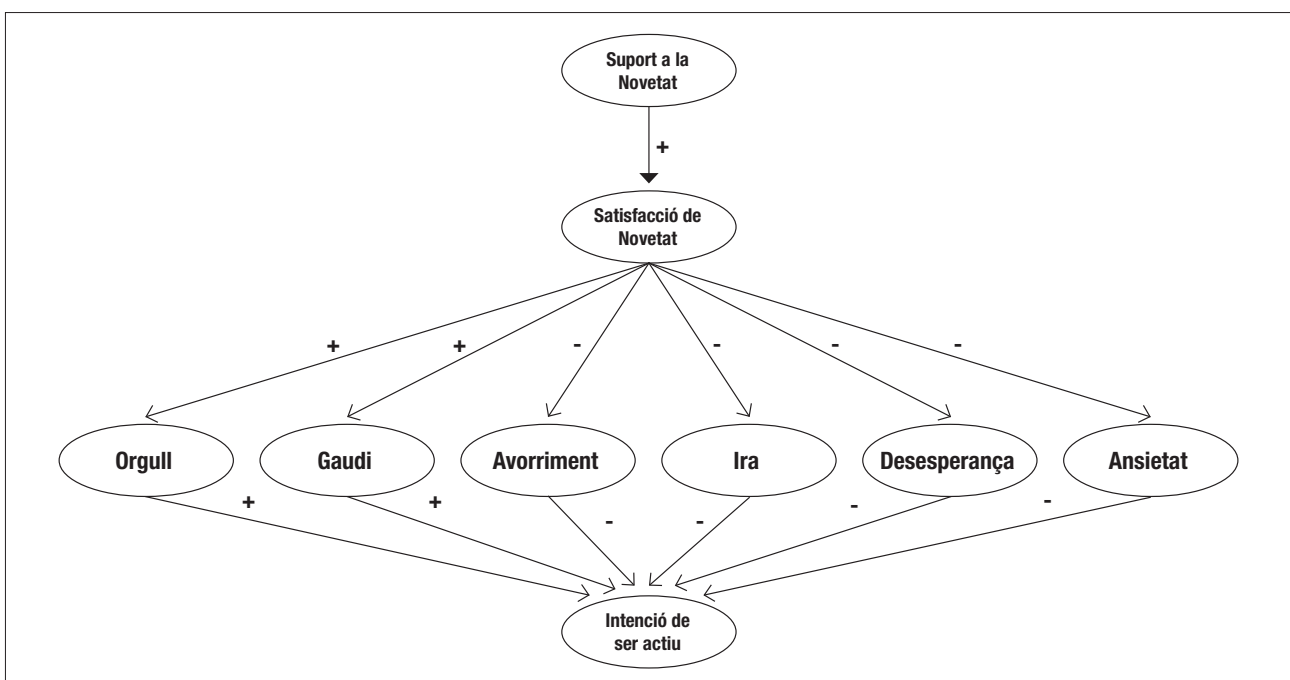 Suport a la
Novetat
+
Satisfacció de
Novetat
+ + - - - -
Orgull Gaudi Avorriment Ira Desesperança Ansietat
+ + - - - -
Intenció de
ser actiu